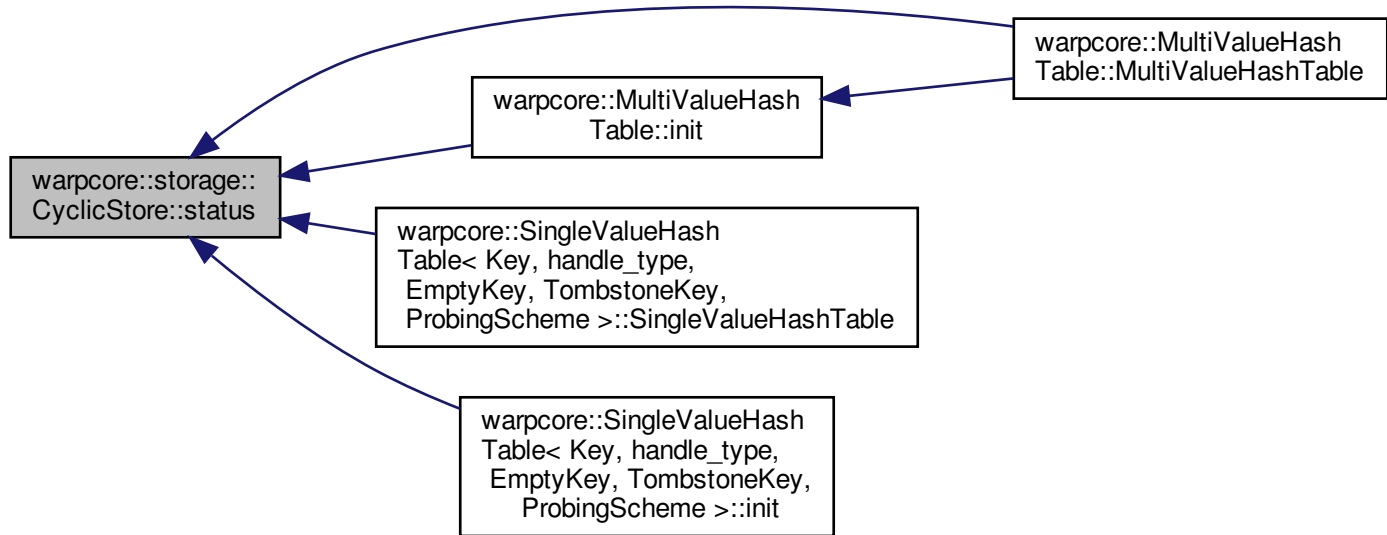 warpcore::MultiValueHash
Table::MultiValueHashTable
warpcore::MultiValueHash
Table::init
warpcore::storage::
CyclicStore::status
warpcore::SingleValueHash
Table< Key, handle_type,
EmptyKey, TombstoneKey,
ProbingScheme >::SingleValueHashTable
warpcore::SingleValueHash
Table< Key, handle_type,
EmptyKey, TombstoneKey,
ProbingScheme >::init